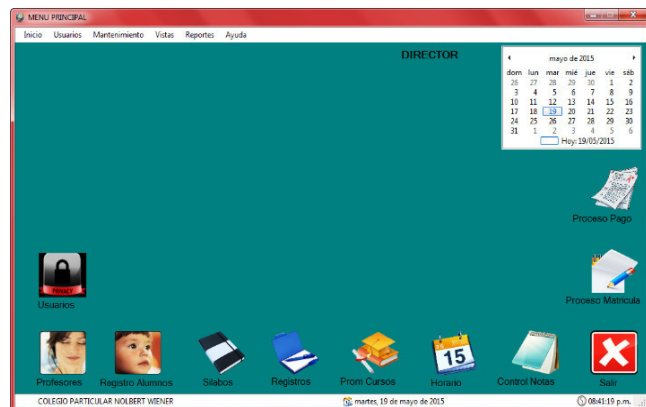 MENU PRINCIPAL
Inicio Usuarios Mantenimiento Vistas Reportes Ayuda
DIRECTOR
mayo de 2015
dom lun mar mié jue vie sáb
26 27 28 29 30 1 2
3 4 5 6 7 8 9
10 11 12 13 14 15 16
17 18 19 20 21 22 23
24 25 26 27 28 29 30
31 1 2 3 4 5 6
Hoy: 19/05/2015
Proceso Pago
PRIVACY
Usuarios
Proceso Matricula
15
Profesores Registro Alumnos Silabos Registros Prom Cursos Horario Control Notas Salir
COLEGIO PARTICULAR NOLBERT WIENER martes, 19 de mayo de 2015 08:41:19 p.m.